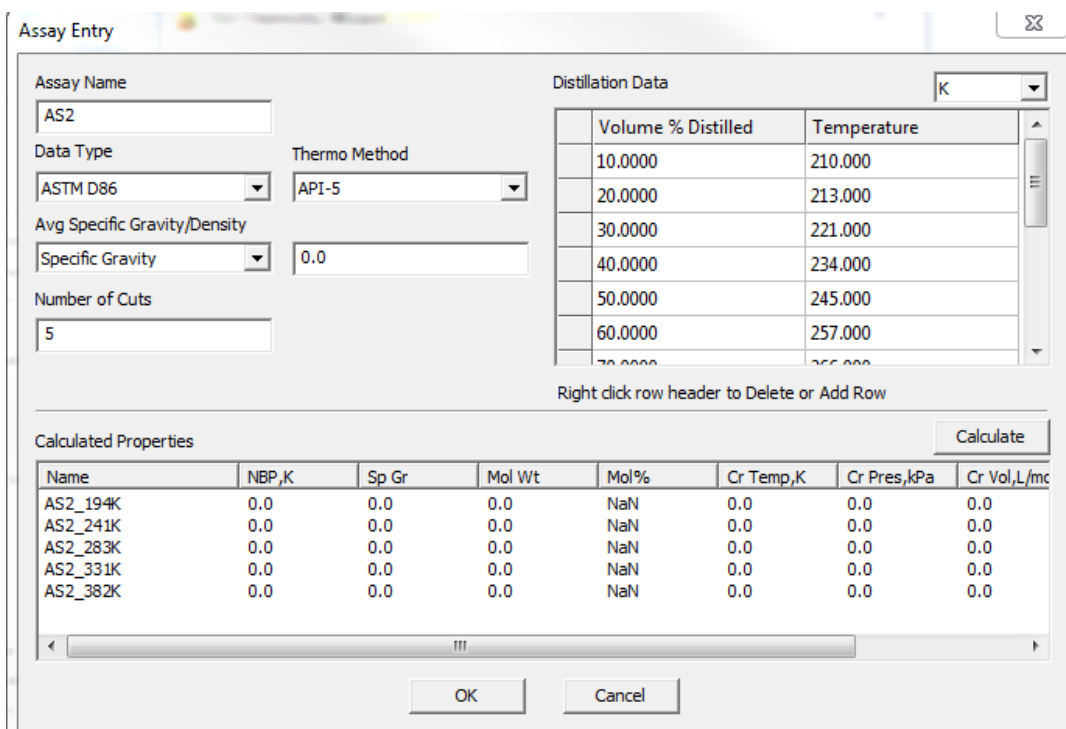 Assay Entry
Assay Name
AS2
Data Type
Thermo Method
ASTM D86
API-5
Avg Specific Gravity/Density
Specific Gravity
0.0
Number of Cuts
5
Distillation Data
K
Volume % Distilled Temperature
10.0000 210.000
20.0000 213.000
30.0000 221.000
40.0000 234.000
50.0000 245.000
60.0000 257.000
Right click row header to Delete or Add Row
Calculated Properties
Calculate
Name NBP,K Sp Gr Mol Wt Mol% Cr Temp,K Cr Pres,kPa Cr Vol,L/mo
AS2_194K 0.0 0.0 0.0 NaN 0.0 0.0 0.0
AS2_241K 0.0 0.0 0.0 NaN 0.0 0.0 0.0
AS2_283K 0.0 0.0 0.0 NaN 0.0 0.0 0.0
AS2_331K 0.0 0.0 0.0 NaN 0.0 0.0 0.0
AS2_382K 0.0 0.0 0.0 NaN 0.0 0.0 0.0
OK
Cancel